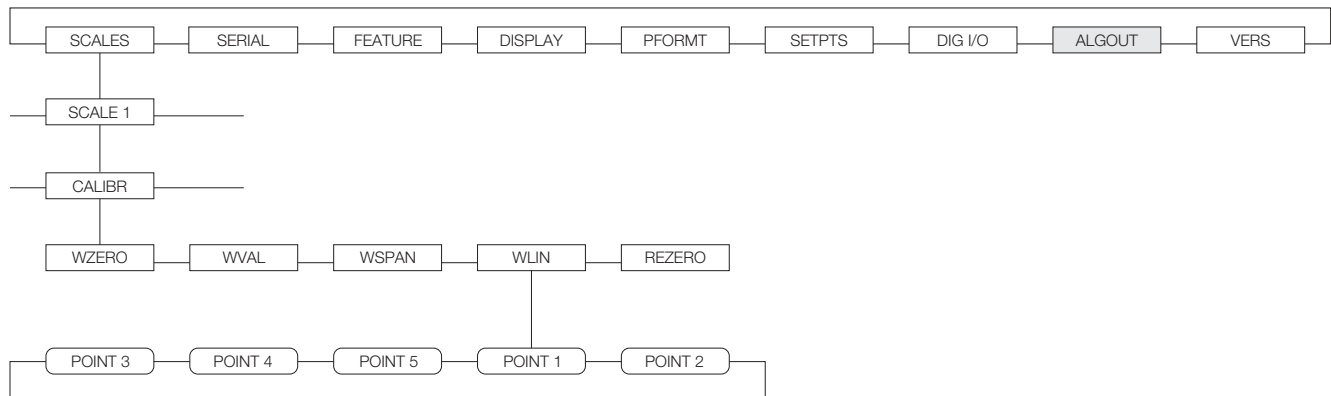 SCALES SERIAL FEATURE DISPLAY PFORMT SETPTS DIG I/O ALGOUT VERS
SCALE 1
CALIBR
WZERO WVAL WSPAN WLIN REZERO
POINT 3 POINT 4 POINT 5 POINT 1 POINT 2